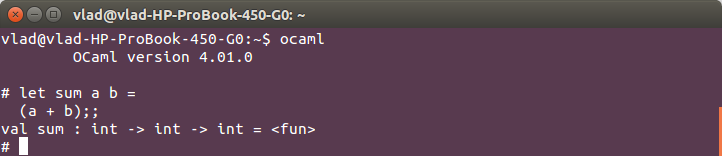 vlad@vlad-HP-ProBook-450-G0: ~
vlad@vlad-HP-ProBook-450-G0:~$ ocaml
        OCaml version 4.01.0
# let sum a b =
  (a + b);;
val sum : int -> int -> int = <fun>
#